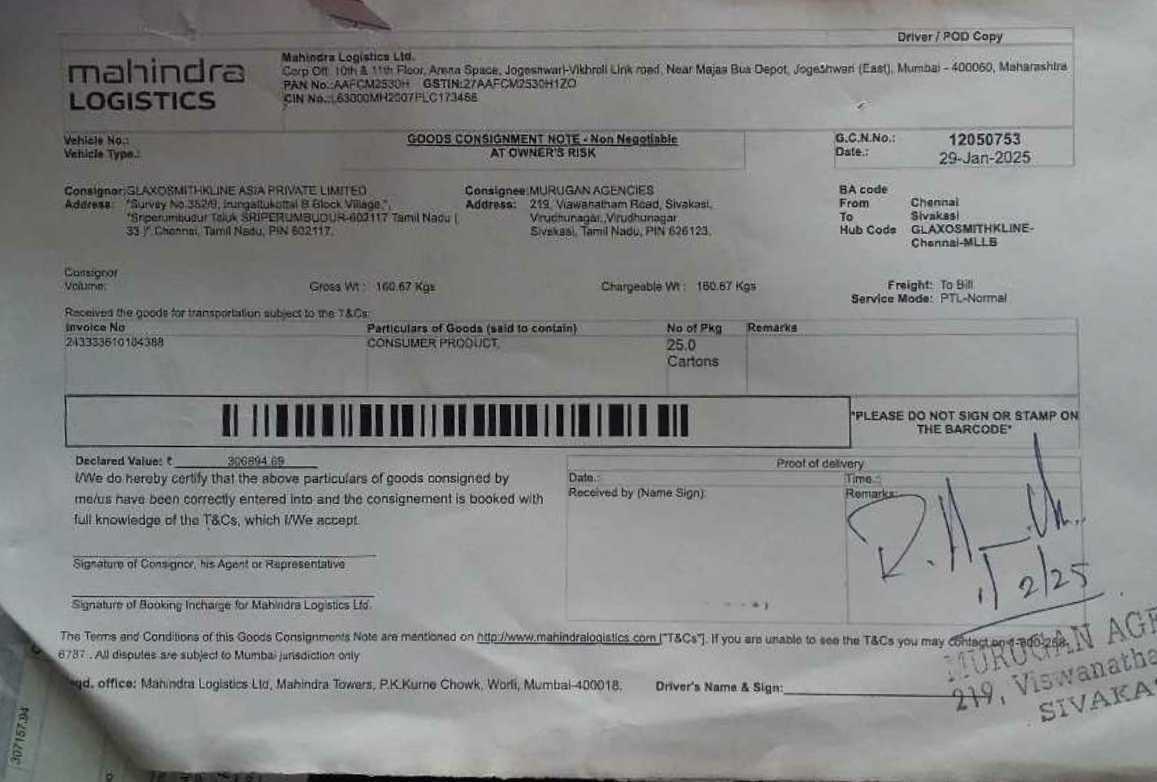 Driver / POD Copy
mahindra
LOGISTICS
Mahindra Logistics Ltd.
Corp Off: 10th & 11th Floor, Arena Space, Jogeshwari-Vikhroli Link road, Near Majas Bus Depot, Jogeshwari (East), Mumbai - 400060, Maharashtra
PAN No.:AAFCM2530H GSTIN:27AAFCM2530H1ZO
CIN No.:L63000MH2007PLC173466
Vehicle No.:
Vehicle Type.:
GOODS CONSIGNMENT NOTE - Non Negotiable
AT OWNER'S RISK
G.C.N.No.: 12050753
Date.: 29-Jan-2025
Consignor:GLAXOSMITHKLINE ASIA PRIVATE LIMITED
Address: "Survey No.352/9, Irungattukottai B Block Village,",
"Sriperumbudur Taluk SRIPERUMBUDUR-602117 Tamil Nadu (
33 )" Chennai, Tamil Nadu, PIN 602117.
Consignee:MURUGAN AGENCIES
Address: 219, Viawanatham Road, Sivakasi,
Virudhunagar.,Virudhunagar
Sivakasi, Tamil Nadu, PIN 626123.
BA code
From Chennai
To Sivakasi
Hub Code GLAXOSMITHKLINE-
Chennai-MLLB
Consignor
Volume:
Gross Wt : 160.67 Kgs
Chargeable Wt : 160.67 Kgs
Freight: To Bill
Service Mode: PTL-Normal
Received the goods for transportation subject to the T&Cs:
Invoice No Particulars of Goods (said to contain) No of Pkg Remarks
243333610104388 CONSUMER PRODUCT, 25.0
Cartons
*PLEASE DO NOT SIGN OR STAMP ON
THE BARCODE*
Declared Value: ₹ 306894.69
I/We do hereby certify that the above particulars of goods consigned by
me/us have been correctly entered into and the consignement is booked with
full knowledge of the T&Cs, which I/We accept.
Signature of Consignor, his Agent or Representative
Signature of Booking Incharge for Mahindra Logistics Ltd.
Proof of delivery
Date.: Time.:
Received by (Name Sign): Remarks:
1/2/25
The Terms and Conditions of this Goods Consignments Note are mentioned on http://www.mahindralogistics.com ["T&Cs"]. If you are unable to see the T&Cs you may contact on 1-800-258-
6787 . All disputes are subject to Mumbai jurisdiction only
gd. office: Mahindra Logistics Ltd, Mahindra Towers, P.K.Kurne Chowk, Worli, Mumbai-400018.
Driver's Name & Sign:
MURUGAN AGE
219, Viswanatha
SIVAKAS
307157.94